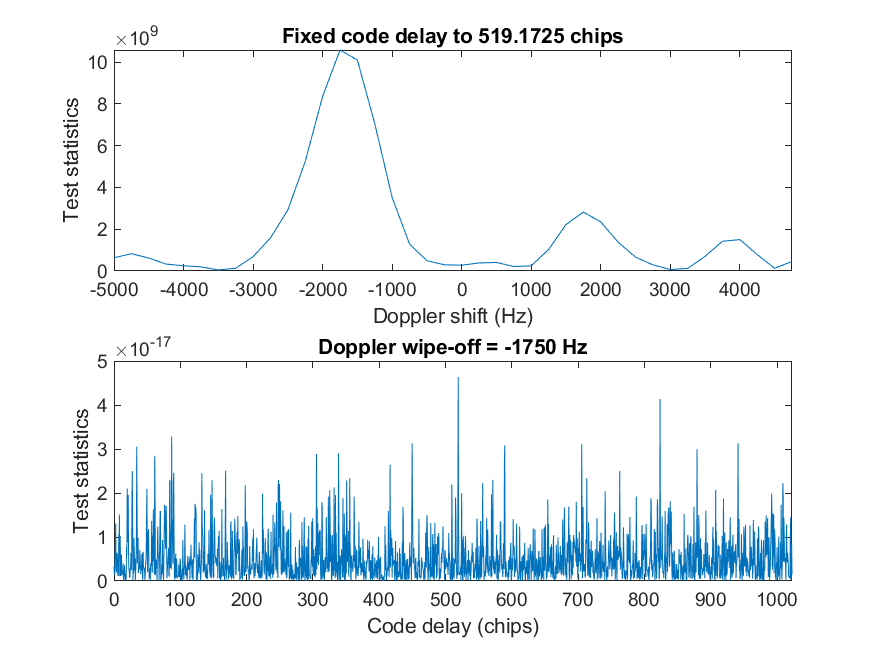 ×10⁹
Fixed code delay to 519.1725 chips
10
8
6
4
2
0
Test statistics
-5000 -4000 -3000 -2000 -1000 0 1000 2000 3000 4000
Doppler shift (Hz)
×10⁻¹⁷
Doppler wipe-off = -1750 Hz
5
4
3
2
1
0
Test statistics
0 100 200 300 400 500 600 700 800 900 1000
Code delay (chips)